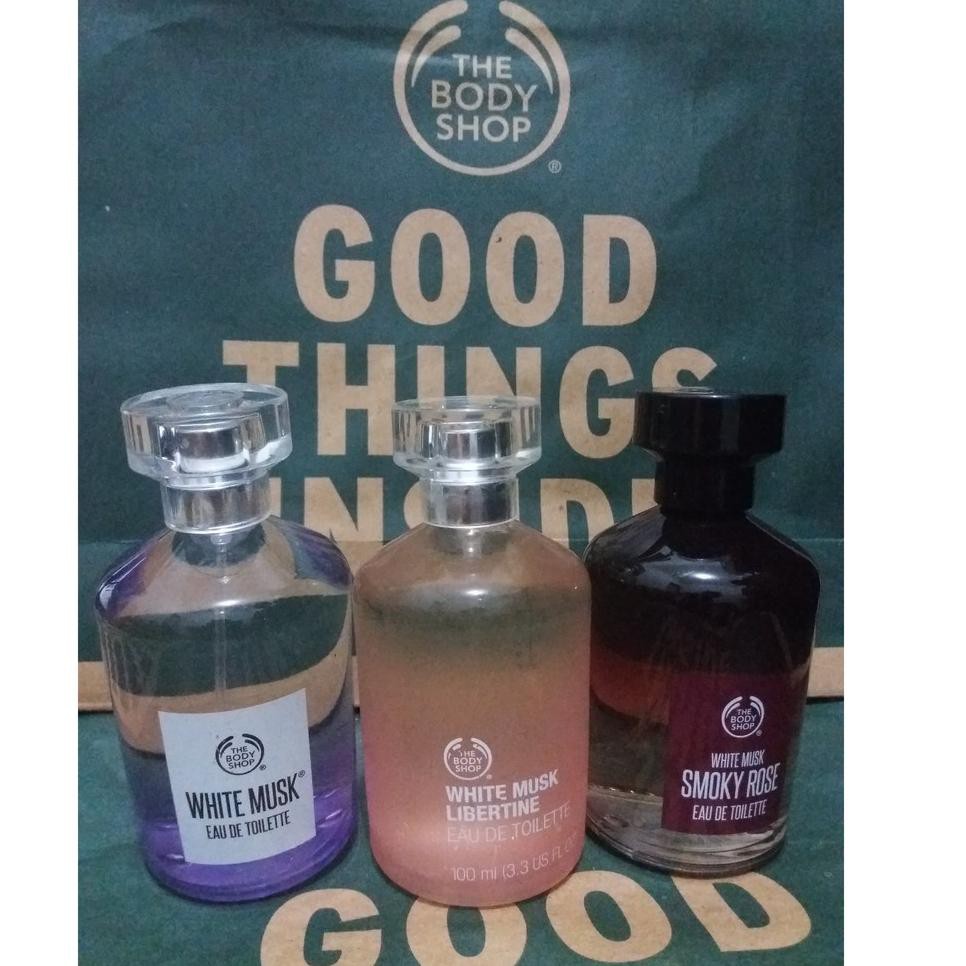 THE
BODY
SHOP
®
GOOD
THINGS
INSIDE
THE
BODY
SHOP
®
WHITE MUSK®
EAU DE TOILETTE
THE
BODY
SHOP
®
WHITE MUSK
LIBERTINE
EAU DE TOILETTE
100 ml (3.3 US FL
THE
BODY
SHOP
®
WHITE MUSK
SMOKY ROSE
EAU DE TOILETTE
GOOD